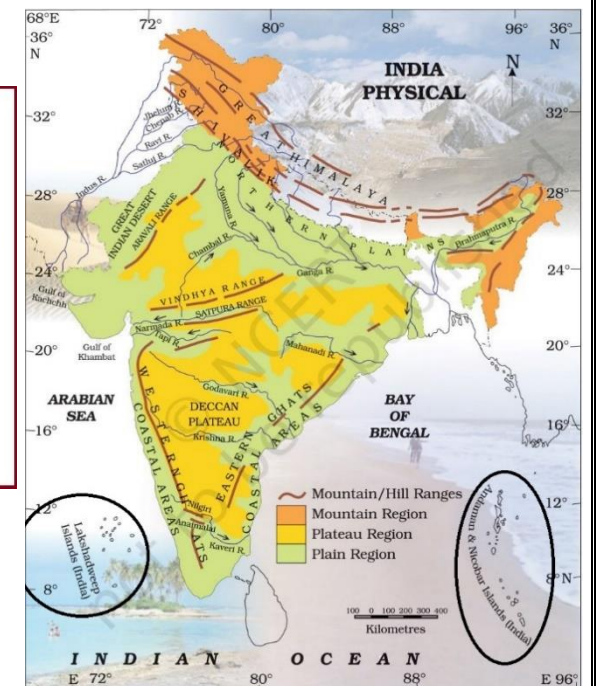 68°E
72°
80°
88°
96°
36°
N
36°
N
INDIA
PHYSICAL
N
32°
32°
28°
28°
24°
24°
20°
20°
16°
16°
12°
12°
8°
8°N
GREAT HIMALAYA
SHIVALIK
Jhelum R.
Chenab R.
Ravi R.
Satluj R.
Indus R.
NORTHERN PLAINS
GREAT
INDIAN DESERT
ARAVALI RANGE
Yamuna R.
Chambal R.
Ganga R.
Brahmaputra R.
Gulf of
Kachchh
VINDHYA RANGE
SATPURA RANGE
Narmada R.
Tapi R.
Gulf of
Khambat
Mahanadi R.
Godavari R.
DECCAN
PLATEAU
Krishna R.
WESTERN GHATS
COASTAL AREAS
EASTERN GHATS
COASTAL AREAS
ARABIAN
SEA
BAY
OF
BENGAL
Nilgiri
Anaimalai
Kaveri R.
Lakshadweep
Islands (India)
Andaman & Nicobar Islands (India)
Mountain/Hill Ranges
Mountain Region
Plateau Region
Plain Region
100 0 100 200 300 400
Kilometres
INDIAN OCEAN
E 72°
80°
88°
E 96°
© NCERT